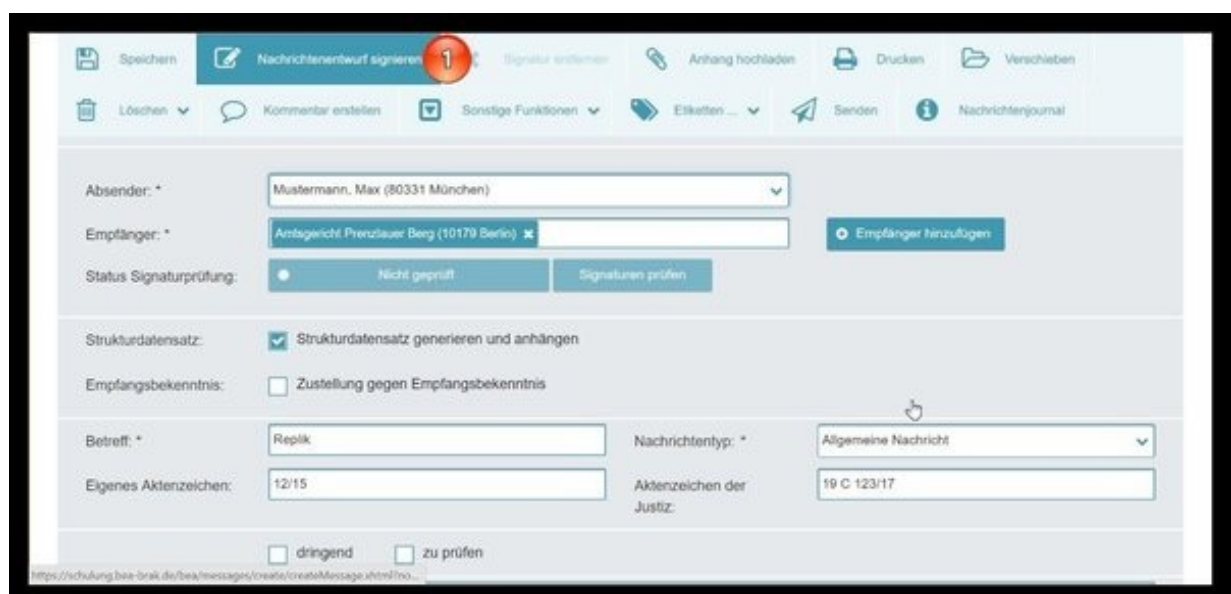 Speichern Nachrichtenentwurf signieren 1 Signatur entfernen Anhang hochladen Drucken Verschieben
Löschen Kommentar erstellen Sonstige Funktionen Etiketten ... Senden Nachrichtenjournal
Absender: * Mustermann, Max (80331 München)
Empfänger: * Amtsgericht Prenzlauer Berg (10179 Berlin) Empfänger hinzufügen
Status Signaturprüfung: Nicht geprüft Signaturen prüfen
Strukturdatensatz: Strukturdatensatz generieren und anhängen
Empfangsbekenntnis: Zustellung gegen Empfangsbekenntnis
Betreff: * Replik Nachrichtentyp: * Allgemeine Nachricht
Eigenes Aktenzeichen: 12/15 Aktenzeichen der 19 C 123/17
Justiz:
dringend zu prüfen
https://schulung.bea-brak.de/bea/messages/create/createMessage.xhtml?no...